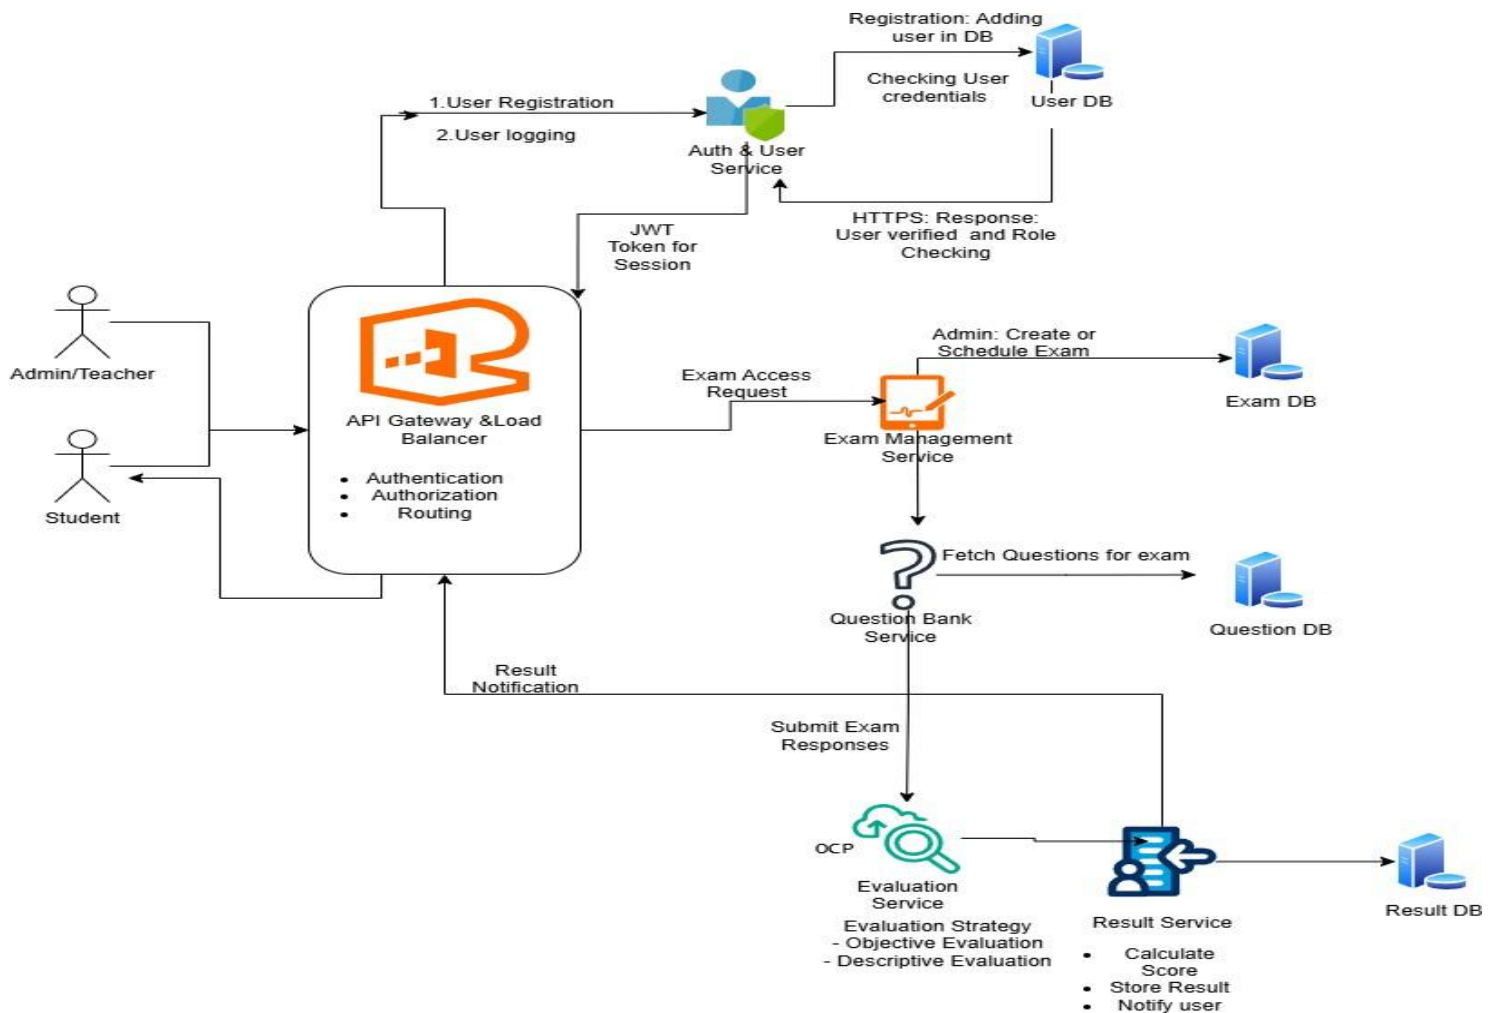 Registration: Adding
user in DB
Checking User
credentials
User DB
1.User Registration
2.User logging
Auth & User
Service
HTTPS: Response:
User verified  and Role
Checking
JWT
Token for
Session
Admin/Teacher
Student
API Gateway &Load
Balancer
• Authentication
• Authorization
• Routing
Exam Access
Request
Admin: Create or
Schedule Exam
Exam DB
Exam Management
Service
Fetch Questions for exam
Question DB
Question Bank
Service
Result
Notification
Submit Exam
Responses
OCP
Evaluation
Service
Evaluation Strategy
- Objective Evaluation
- Descriptive Evaluation
Result Service
• Calculate
Score
• Store Result
• Notify user
Result DB